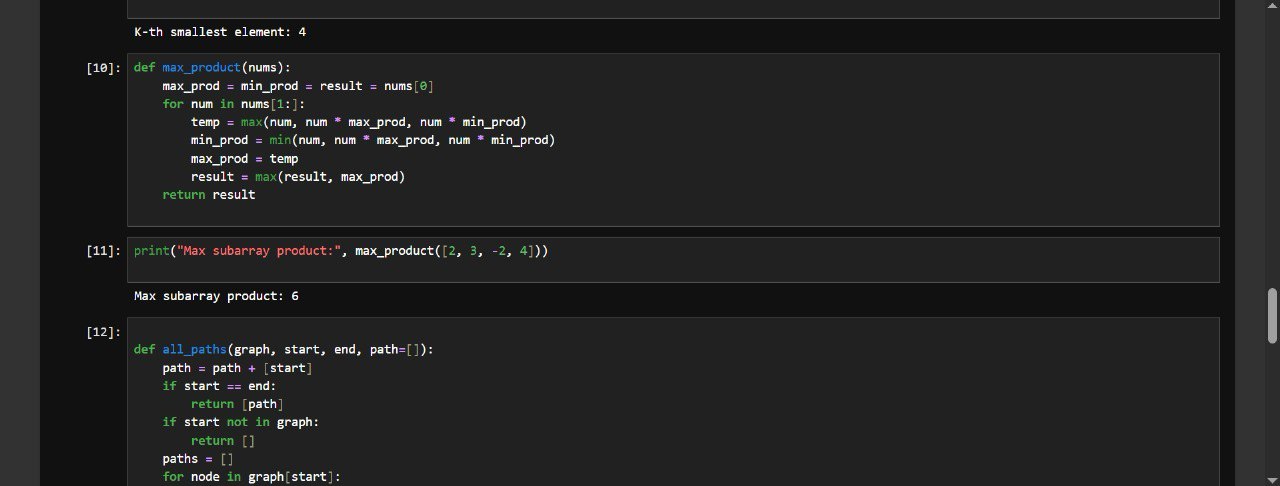 K-th smallest element: 4
[10]: def max_product(nums):
    max_prod = min_prod = result = nums[0]
    for num in nums[1:]:
        temp = max(num, num * max_prod, num * min_prod)
        min_prod = min(num, num * max_prod, num * min_prod)
        max_prod = temp
        result = max(result, max_prod)
    return result
[11]: print("Max subarray product:", max_product([2, 3, -2, 4]))
Max subarray product: 6
[12]:
def all_paths(graph, start, end, path=[]):
    path = path + [start]
    if start == end:
        return [path]
    if start not in graph:
        return []
    paths = []
    for node in graph[start]: